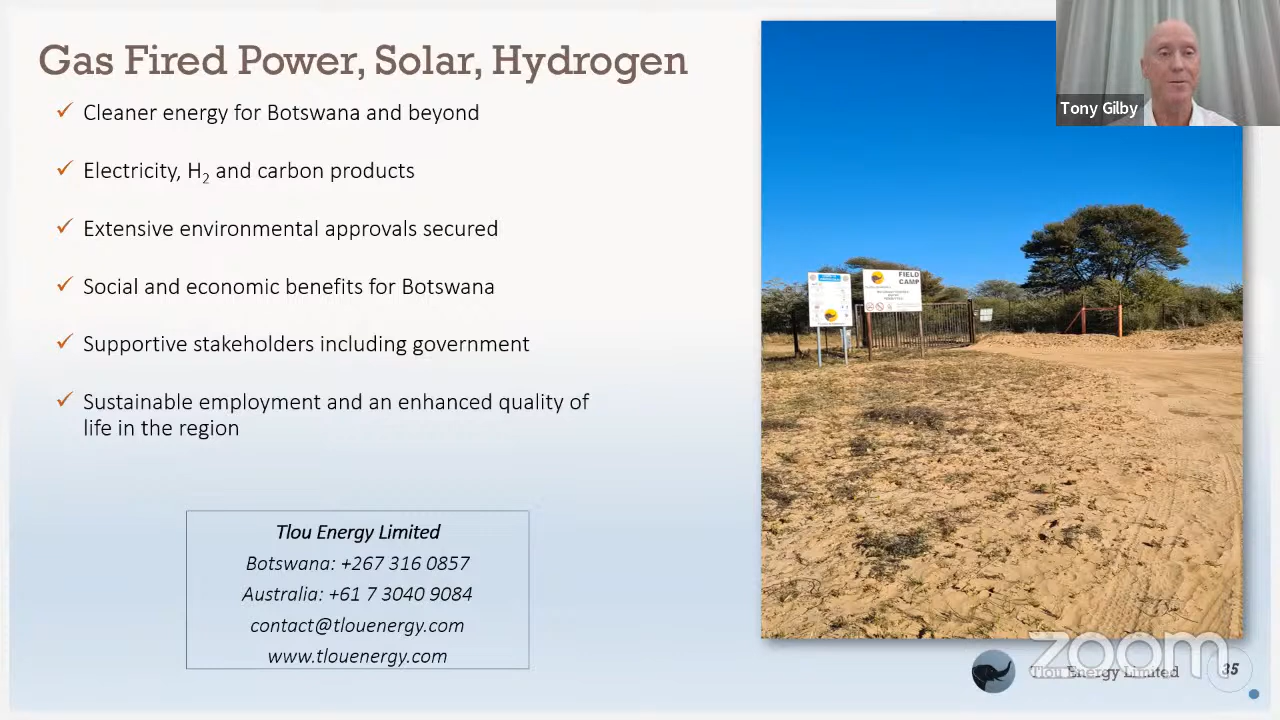 Gas Fired Power, Solar, Hydrogen
Tony Gilby
✓ Cleaner energy for Botswana and beyond
✓ Electricity, H₂ and carbon products
✓ Extensive environmental approvals secured
✓ Social and economic benefits for Botswana
✓ Supportive stakeholders including government
✓ Sustainable employment and an enhanced quality of
life in the region
FIELD
CAMP
Tlou Energy Limited
Botswana: +267 316 0857
Australia: +61 7 3040 9084
contact@tlouenergy.com
www.tlouenergy.com
zoom
Tlou Energy Limited
35